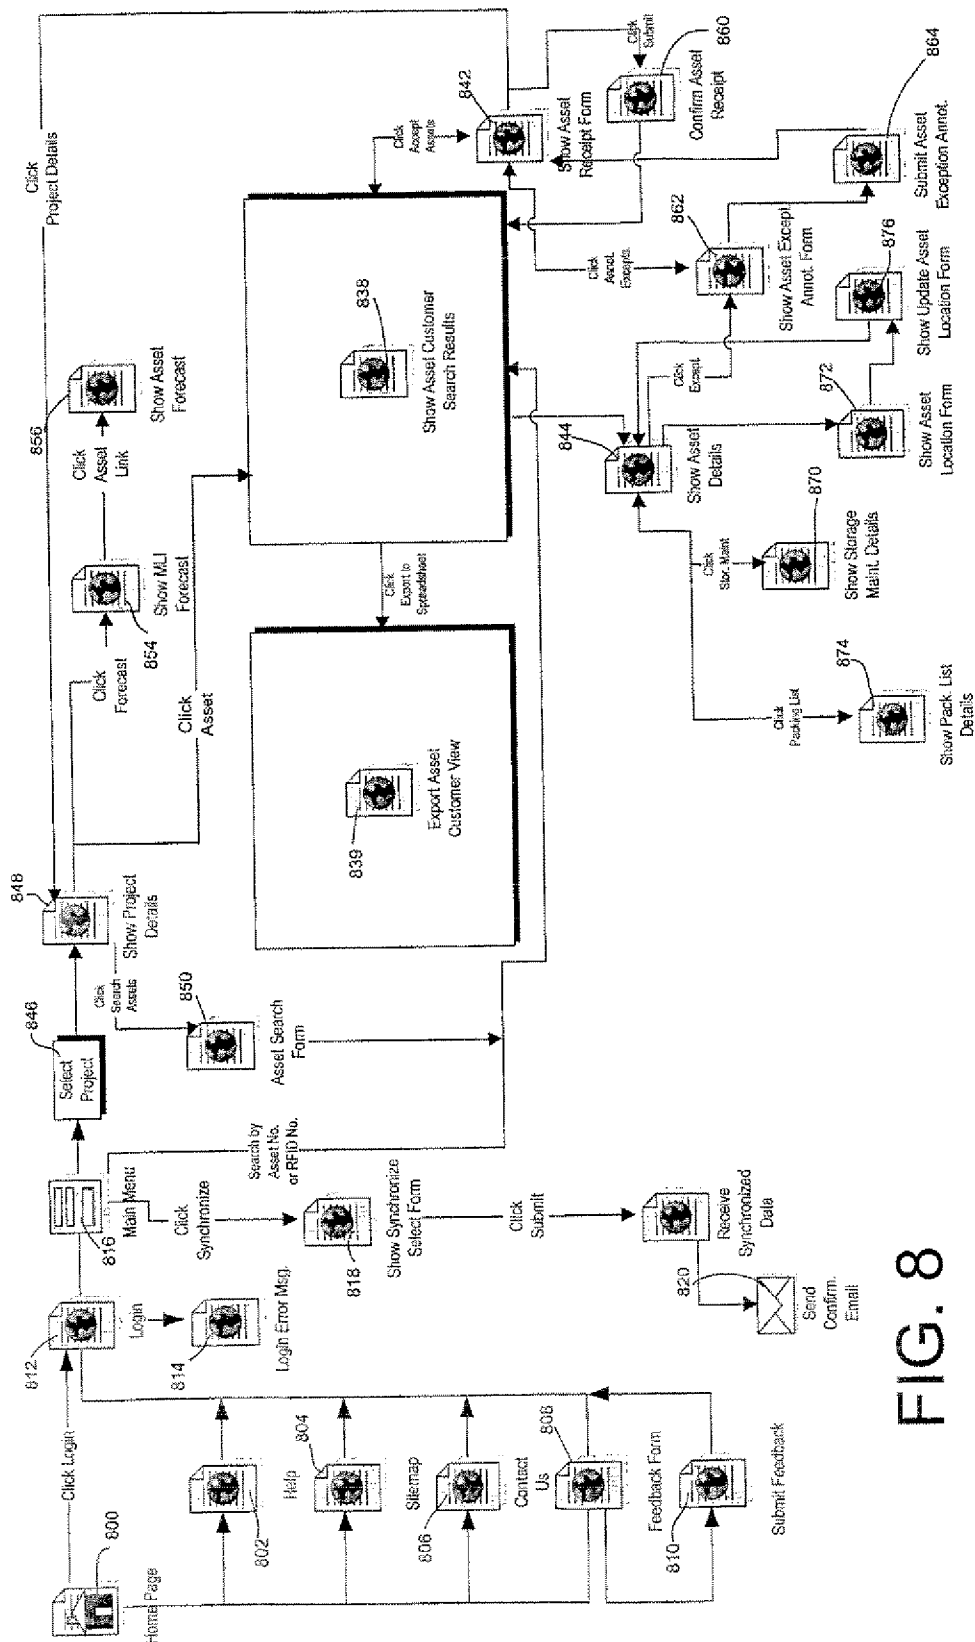 800
Home Page
Click Login
802
Help
804
Sitemap
806
Contact
Us
808
Feedback Form
810
Submit Feedback
812
Login
814
Login Error Msg.
816
Main Menu
Click
Synchronize
818
Show Synchronize
Select Form
Click
Submit
Receive
Synchronized
Data
820
Send
Confirm.
Email
Search by
Asset No.
or RFID No.
846
Select
Project
848
Show Project
Details
Click
Search
Assets
850
Asset Search
Form
Click
Forecast
854
Show MLI
Forecast
Click
Asset
Link
856
Show Asset
Forecast
Click
Asset
Click
Project Details
839
Export Asset
Customer View
Click
Export to
Spreadsheet
838
Show Asset Customer
Search Results
Click
Accept
Assets
842
Show Asset
Receipt Form
Click
Submit
860
Confirm Asset
Receipt
Click
Annot.
Excepts.
862
Show Asset Except.
Annot. Form
864
Submit Asset
Exception Annot.
844
Show Asset
Details
Click
Except.
872
Show Asset
Location Form
876
Show Update Asset
Location Form
Click
Stor. Maint
870
Show Storage
Maint. Details
Click
Packing List
874
Show Pack. List
Details
FIG. 8